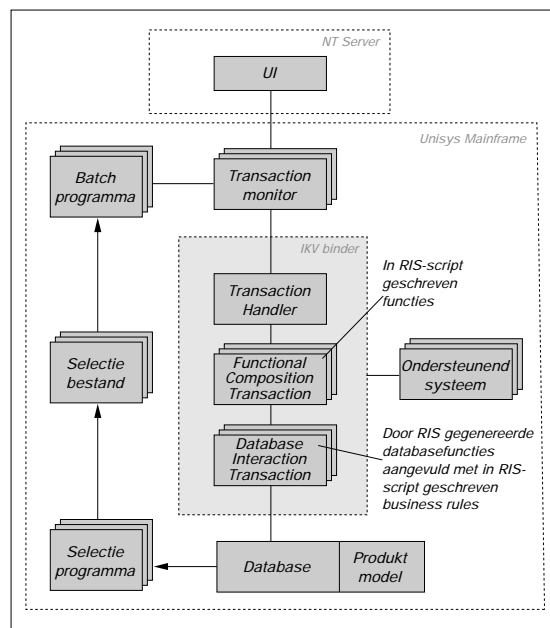 NT Server
UI
Unisys Mainframe
Batch
programma
Transaction
monitor
IKV binder
In RIS-script
geschreven
functies
Transaction
Handler
Selectie
bestand
Functional
Composition
Transaction
Ondersteunend
systeem
Door RIS gegenereerde
databasefuncties
aangevuld met in RIS-
script geschreven
business rules
Database
Interaction
Transaction
Selectie
programma
Database
Produkt
model